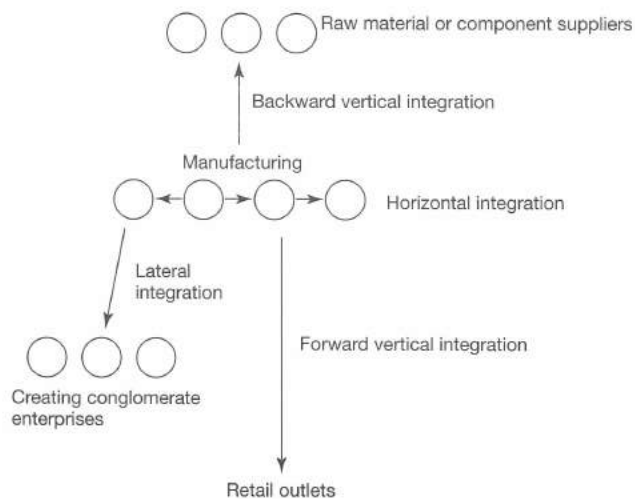 Raw material or component suppliers
Backward vertical integration
Manufacturing
Horizontal integration
Lateral
integration
Forward vertical integration
Creating conglomerate
enterprises
Retail outlets